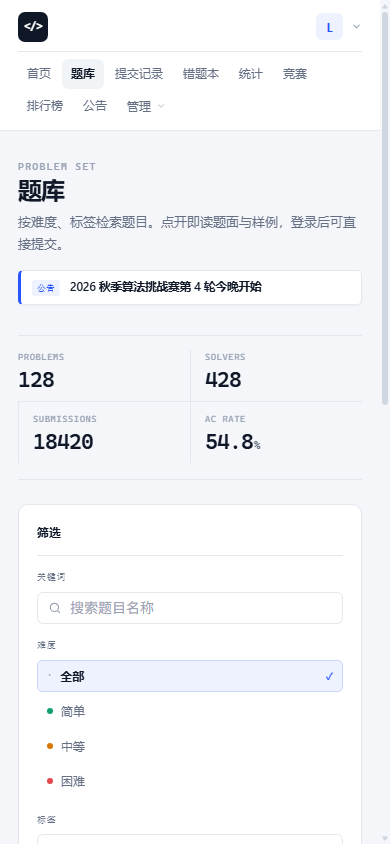 </>
L
首页 题库 提交记录 错题本 统计 竞赛
排行榜 公告 管理
PROBLEM SET
题库
按难度、标签检索题目。点开即读题面与样例，登录后可直
接提交。
公告 2026 秋季算法挑战赛第 4 轮今晚开始
PROBLEMS SOLVERS
128 428
SUBMISSIONS AC RATE
18420 54.8%
筛选
关键词
搜索题目名称
难度
全部 ✓
简单
中等
困难
标签